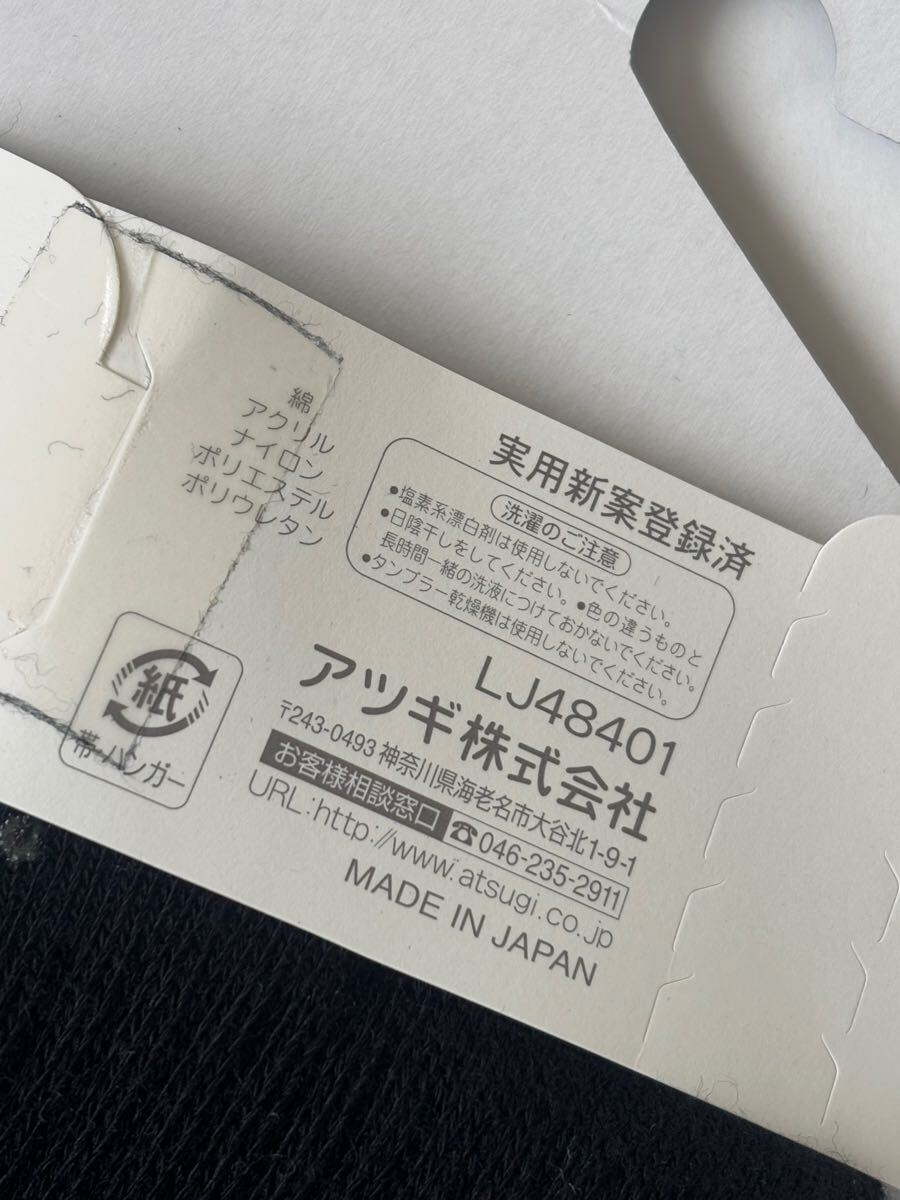 綿
アクリル
ナイロン
ポリエステル
ポリウレタン
実用新案登録済
洗濯のご注意
●塩素系漂白剤は使用しないでください。
●日陰干しをしてください。●色の違うものと
長時間一緒の洗液につけておかないでください。
●タンブラー乾燥機は使用しないでください。
LJ48401
アツギ株式会社
〒243-0493 神奈川県海老名市大谷北1-9-1
お客様相談窓口 ☎046-235-2911
URL:http://www.atsugi.co.jp
MADE IN JAPAN
紙
帯・ハンガー